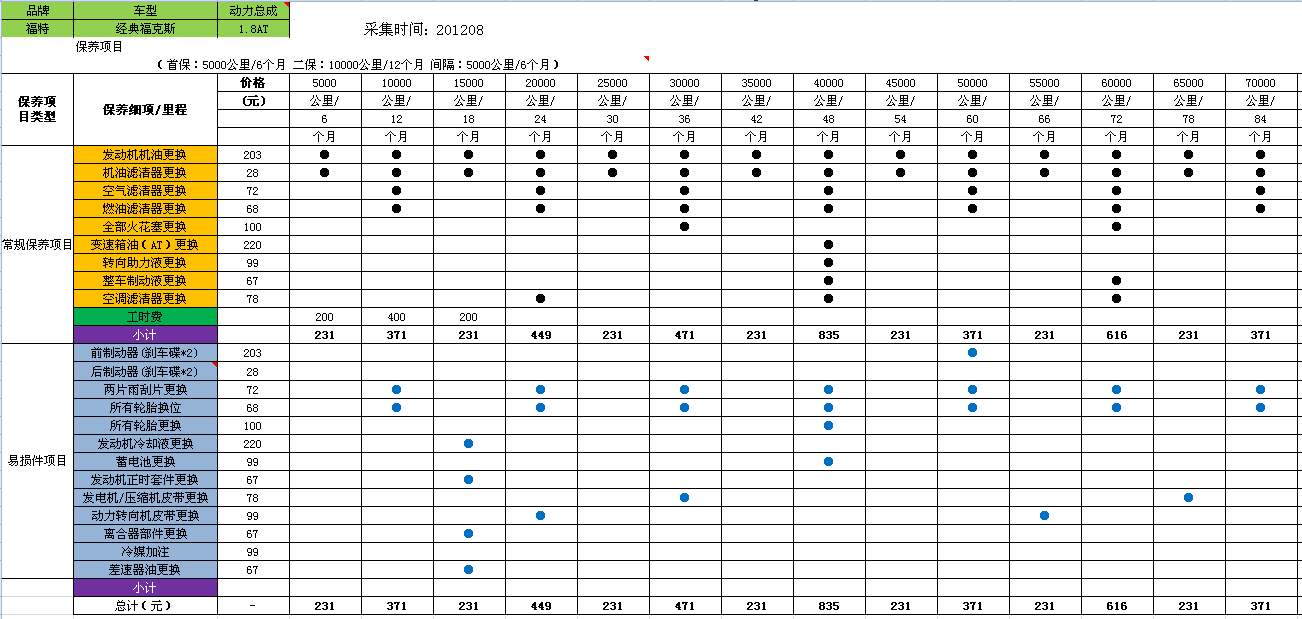 品牌 车型 动力总成
福特 经典福克斯 1.8AT
采集时间：201208
保养项目
（首保：5000公里/6个月 二保：10000公里/12个月 间隔：5000公里/6个月）
保养项目类型 保养细项/里程 价格（元） 5000公里/6个月 10000公里/12个月 15000公里/18个月 20000公里/24个月 25000公里/30个月 30000公里/36个月 35000公里/42个月 40000公里/48个月 45000公里/54个月 50000公里/60个月 55000公里/66个月 60000公里/72个月 65000公里/78个月 70000公里/84个月
常规保养项目
发动机机油更换 203 ● ● ● ● ● ● ● ● ● ● ● ● ● ●
机油滤清器更换 28 ● ● ● ● ● ● ● ● ● ● ● ● ● ●
空气滤清器更换 72 ● ● ● ● ● ● ●
燃油滤清器更换 68 ● ● ● ● ● ● ●
全部火花塞更换 100 ● ●
变速箱油（AT）更换 220 ●
转向助力液更换 99 ●
整车制动液更换 67 ● ●
空调滤清器更换 78 ● ● ●
工时费 200 400 200
小计 231 371 231 449 231 471 231 835 231 371 231 616 231 371
易损件项目
前制动器(刹车碟*2) 203 ●
后制动器(刹车碟*2) 28
两片雨刮片更换 72 ● ● ● ● ● ● ●
所有轮胎换位 68 ● ● ● ● ● ● ●
所有轮胎更换 100 ●
发动机冷却液更换 220 ●
蓄电池更换 99 ●
发动机正时套件更换 67 ●
发电机/压缩机皮带更换 78 ● ●
动力转向机皮带更换 99 ● ●
离合器部件更换 67 ●
冷媒加注 99
差速器油更换 67 ●
小计
总计（元） - 231 371 231 449 231 471 231 835 231 371 231 616 231 371